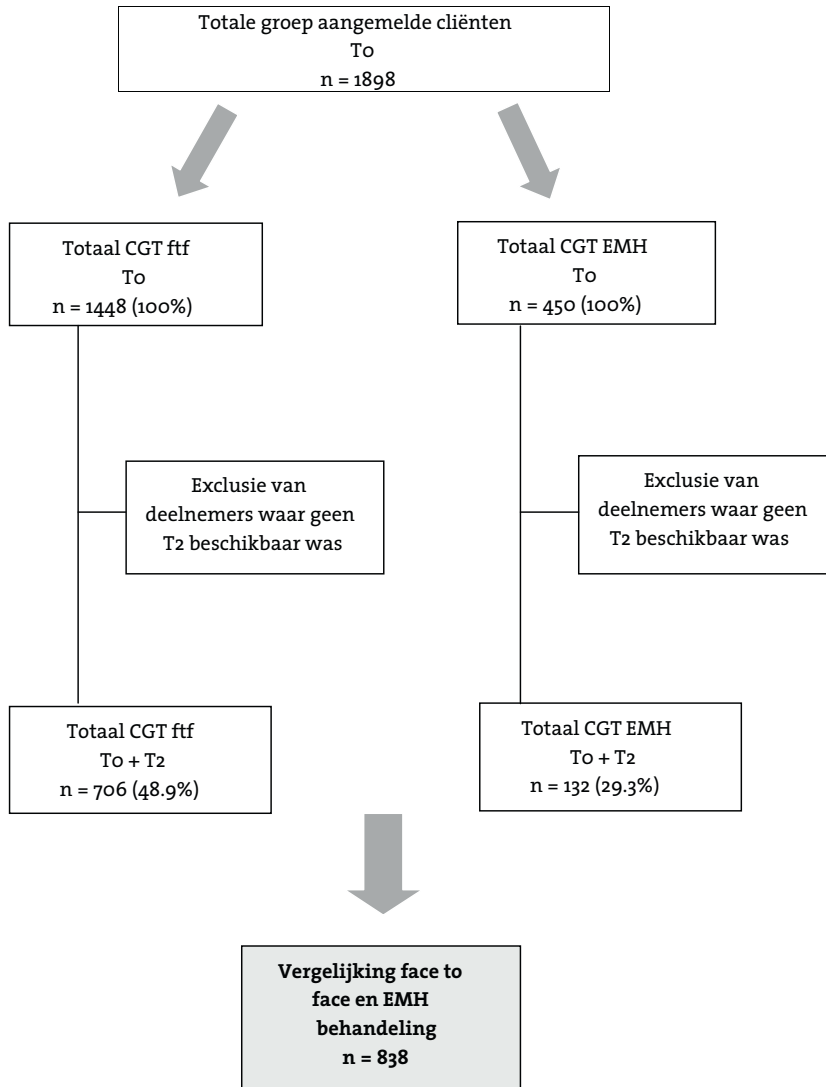 Totale groep aangemelde cliënten
T0
n = 1898
Totaal CGT ftf
T0
n = 1448 (100%)
Totaal CGT EMH
T0
n = 450 (100%)
Exclusie van
deelnemers waar geen
T2 beschikbaar was
Exclusie van
deelnemers waar geen
T2 beschikbaar was
Totaal CGT ftf
T0 + T2
n = 706 (48.9%)
Totaal CGT EMH
T0 + T2
n = 132 (29.3%)
Vergelijking face to
face en EMH
behandeling
n = 838